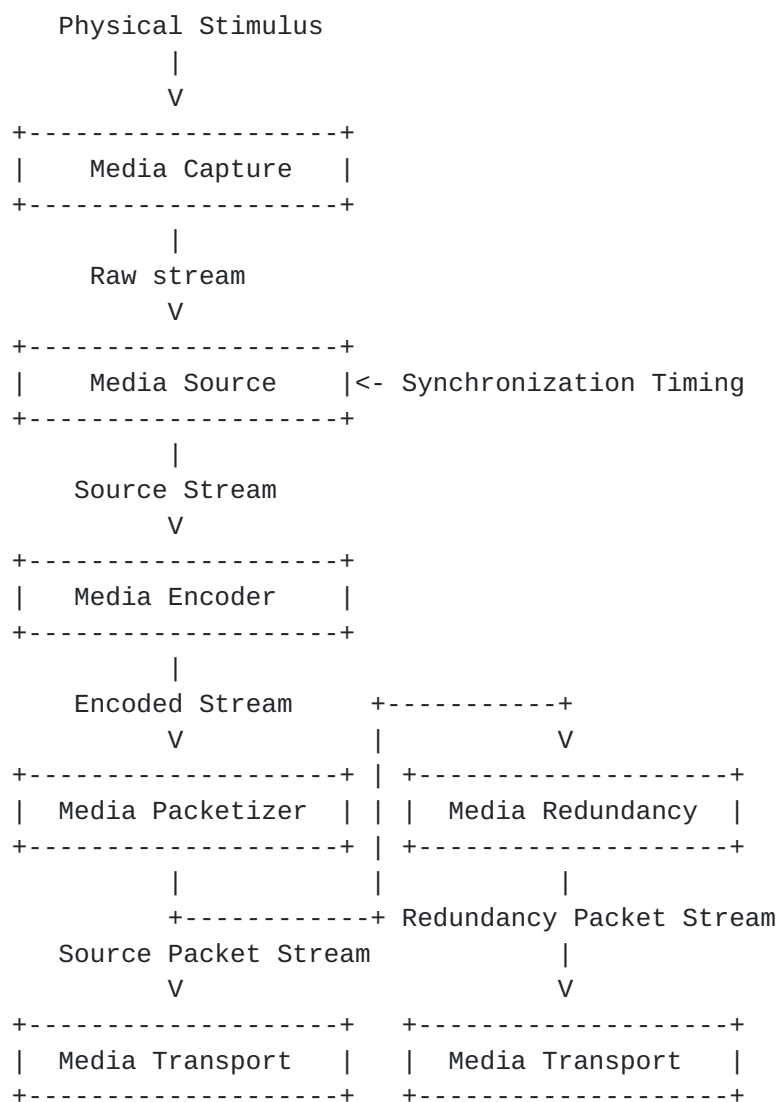 Physical Stimulus
|
V
+--------------------+
|    Media Capture   |
+--------------------+
|
Raw stream
V
+--------------------+
|    Media Source    |<- Synchronization Timing
+--------------------+
|
Source Stream
V
+--------------------+
|   Media Encoder    |
+--------------------+
|
Encoded Stream     +-----------+
V            |           V
+--------------------+ | +--------------------+
|  Media Packetizer  | | |  Media Redundancy  |
+--------------------+ | +--------------------+
|            |           |
+------------+ Redundancy Packet Stream
Source Packet Stream            |
V                        V
+--------------------+   +--------------------+
|  Media Transport   |   |  Media Transport   |
+--------------------+   +--------------------+